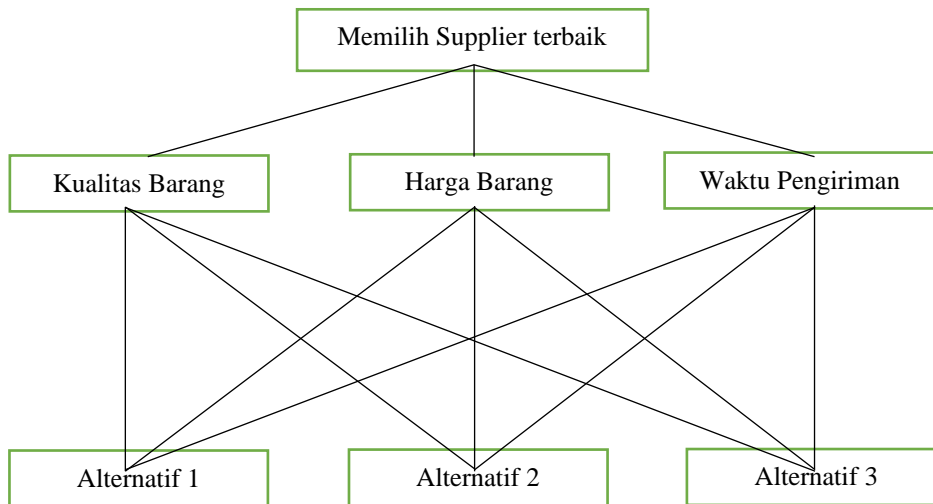 Memilih Supplier terbaik
Kualitas Barang
Harga Barang
Waktu Pengiriman
Alternatif 1
Alternatif 2
Alternatif 3